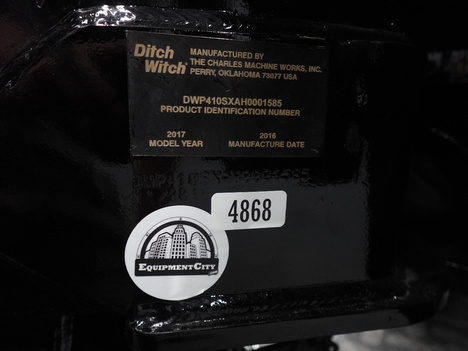 Ditch
Witch®
MANUFACTURED BY
THE CHARLES MACHINE WORKS, INC.
PERRY, OKLAHOMA 73077 USA
DWP410SXAH0001585
PRODUCT IDENTIFICATION NUMBER
2017
MODEL YEAR
2016
MANUFACTURE DATE
4868
EQUIPMENTCITY